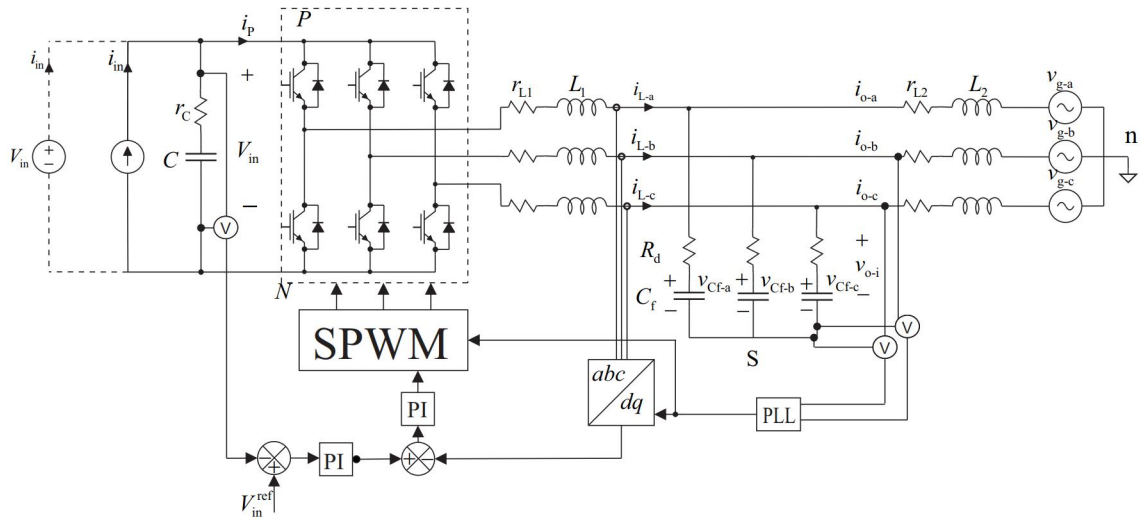 P
i_P
i_in
i_in
+
r_C
r_L1
L_1
i_L-a
i_o-a
r_L2
L_2
v_g-a
V_in
+
−
C
V_in
i_L-b
i_o-b
v_g-b
n
−
V
i_L-c
i_o-c
v_g-c
R_d
+
v_o-i
−
N
C_f
+
−
v_Cf-a
+
−
v_Cf-b
+
−
v_Cf-c
V
V
SPWM
S
abc
dq
PI
PLL
−
+
PI
+
−
V_in^ref